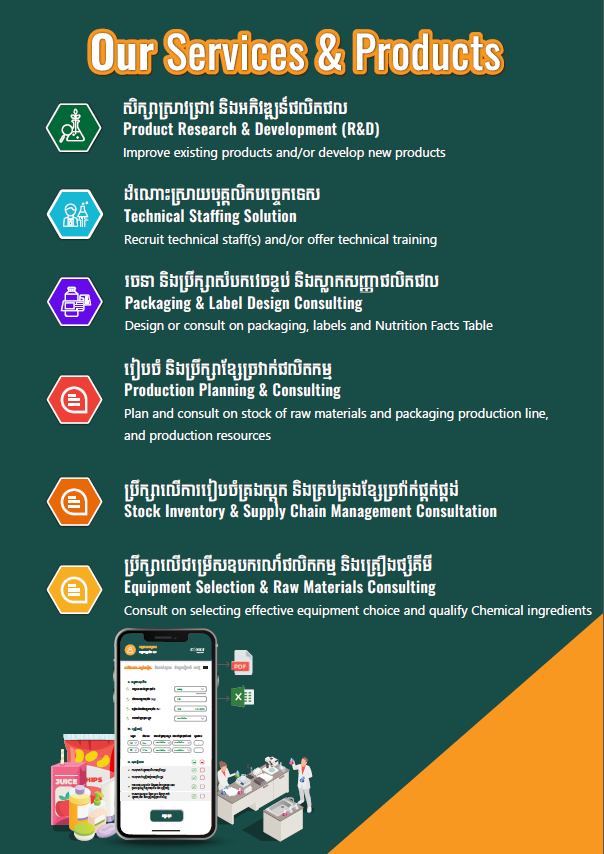 Our Services & Products
សិក្សាស្រាវជ្រាវ និងអភិវឌ្ឍន៍ផលិតផល
Product Research & Development (R&D)
Improve existing products and/or develop new products
ដំណោះស្រាយបុគ្គលិកបច្ចេកទេស
Technical Staffing Solution
Recruit technical staff(s) and/or offer technical training
រចនា និងប្រឹក្សាសំបកវេចខ្ចប់ និងស្លាកសញ្ញាផលិតផល
Packaging & Label Design Consulting
Design or consult on packaging, labels and Nutrition Facts Table
រៀបចំ និងប្រឹក្សាខ្សែច្រវាក់ផលិតកម្ម
Production Planning & Consulting
Plan and consult on stock of raw materials and packaging production line,
and production resources
ប្រឹក្សាលើការរៀបចំគ្រងស្តុក និងគ្រប់គ្រងខ្សែច្រវ៉ាក់ផ្គត់ផ្គង់
Stock Inventory & Supply Chain Management Consultation
ប្រឹក្សាលើជម្រើសឧបករណ៍ផលិតកម្ម និងគ្រឿងផ្សំគីមី
Equipment Selection & Raw Materials Consulting
Consult on selecting effective equipment choice and qualify Chemical ingredients
PDF
X
JUICE
CHIPS